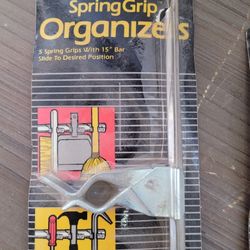 SpringGrip
Organizers
5 Spring Grips With 15" Bar
Slide To Desired Position